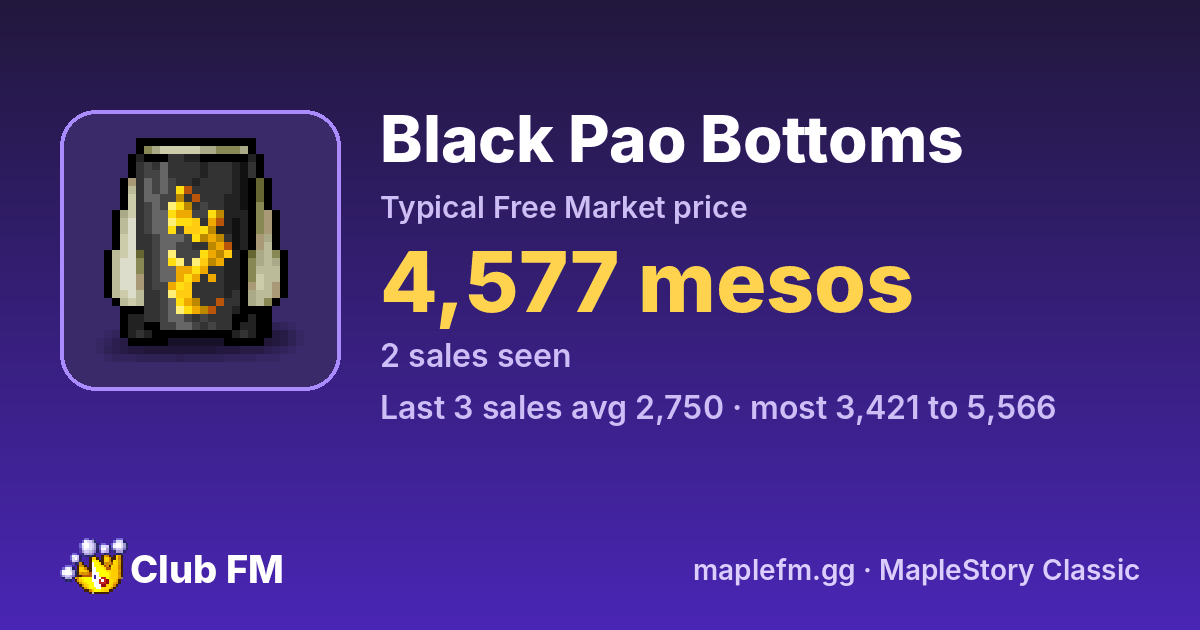 Black Pao Bottoms
Typical Free Market price
4,577 mesos
2 sales seen
Last 3 sales avg 2,750 · most 3,421 to 5,566
Club FM
maplefm.gg · MapleStory Classic